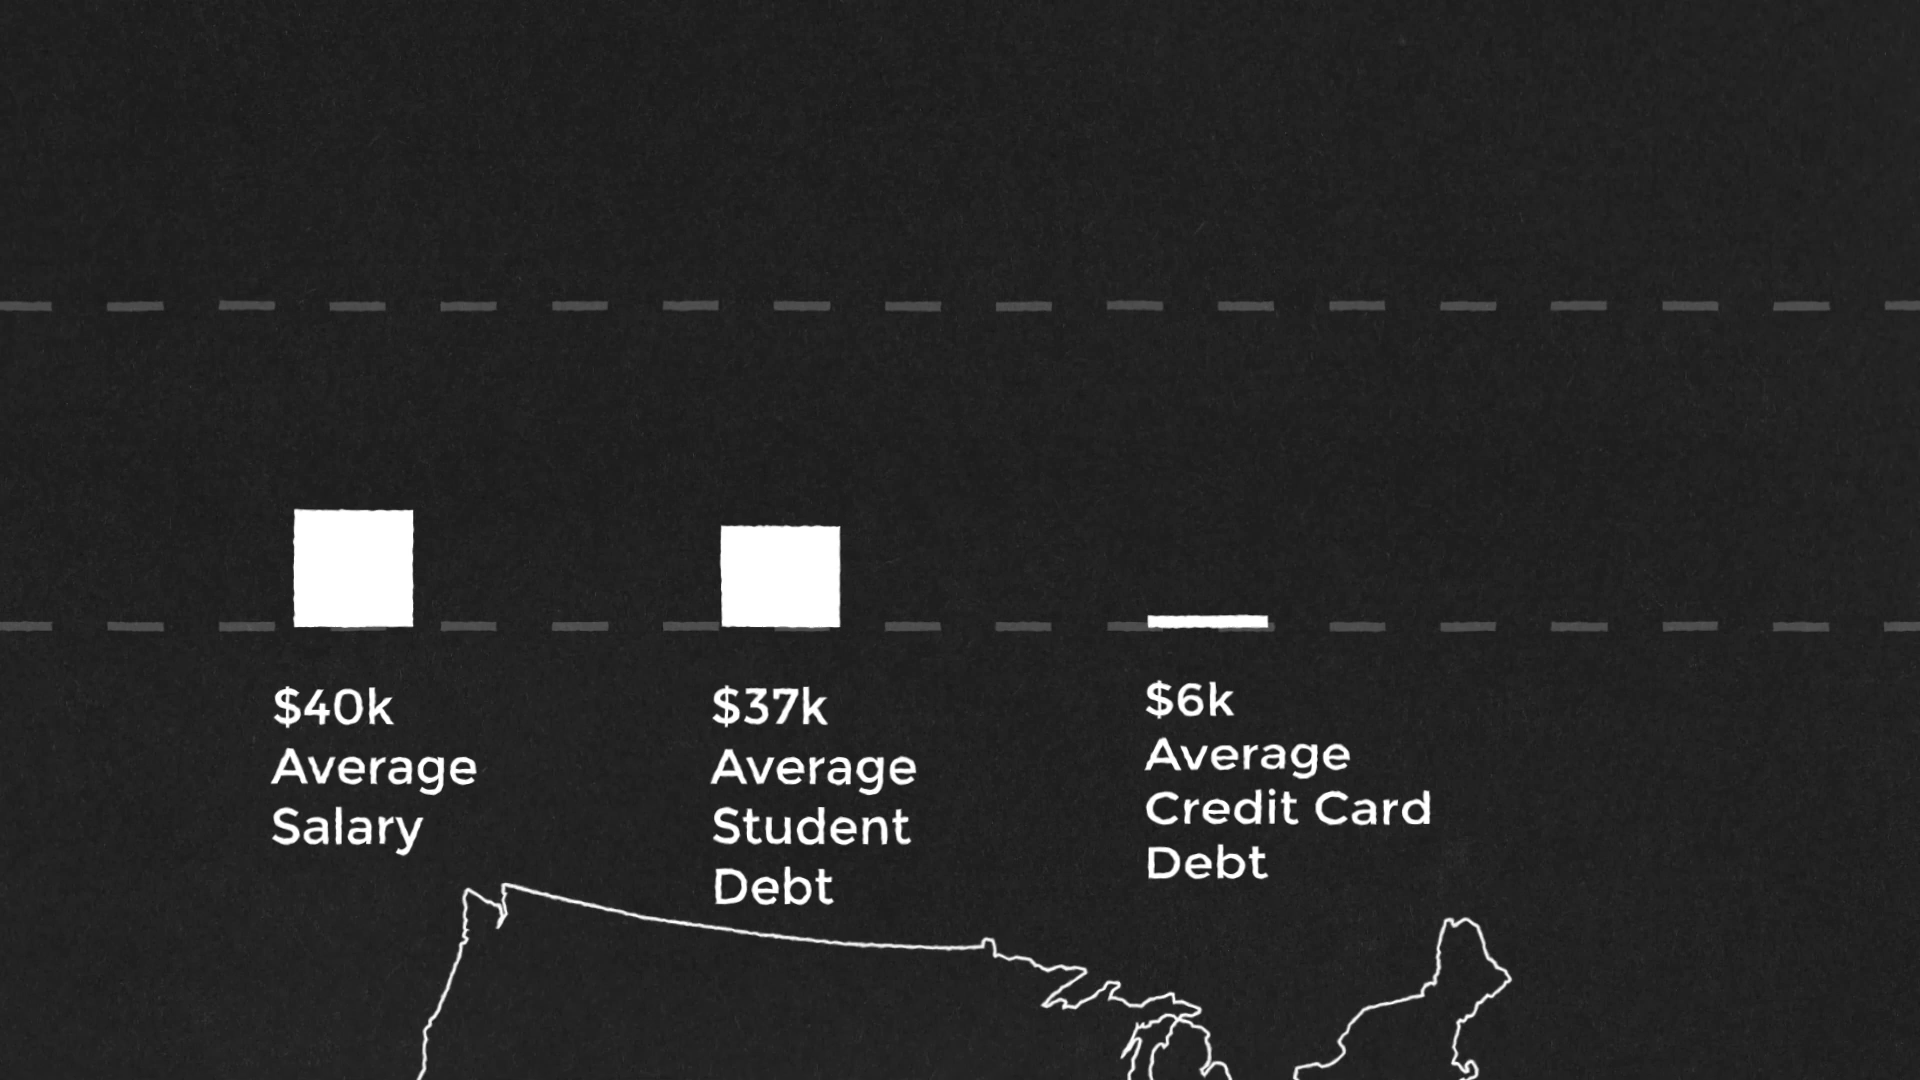 $40k
Average
Salary
$37k
Average
Student
Debt
$6k
Average
Credit Card
Debt